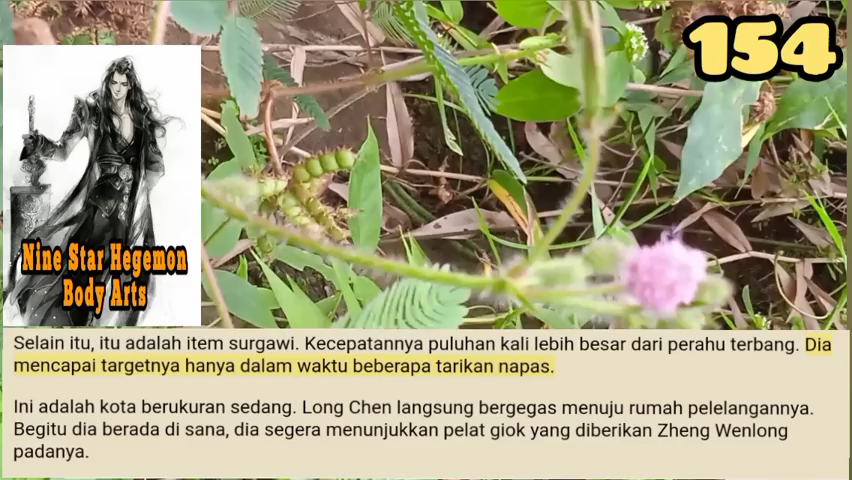 154
Nine Star Hegemon
Body Arts
Selain itu, itu adalah item surgawi. Kecepatannya puluhan kali lebih besar dari perahu terbang. Dia
mencapai targetnya hanya dalam waktu beberapa tarikan napas.
Ini adalah kota berukuran sedang. Long Chen langsung bergegas menuju rumah pelelangannya.
Begitu dia berada di sana, dia segera menunjukkan pelat giok yang diberikan Zheng Wenlong
padanya.